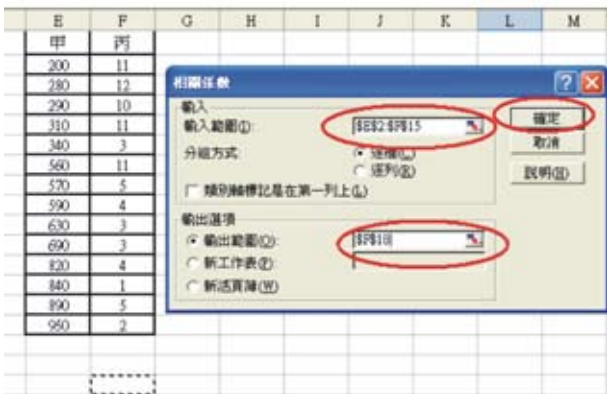 E F G H I J K L M
甲 丙
200 11
280 12
290 10
310 11
340 3
560 11
570 5
590 4
630 3
690 3
820 4
840 1
890 5
950 2
相關係數
輸入
輸入範圍(I): $E$2:$F$15
分組方式: 逐欄(C)
逐列(R)
類別軸標記是在第一列上(L)
輸出選項
輸出範圍(O): $F$18
新工作表(P):
新活頁簿(W)
確定
取消
說明(H)